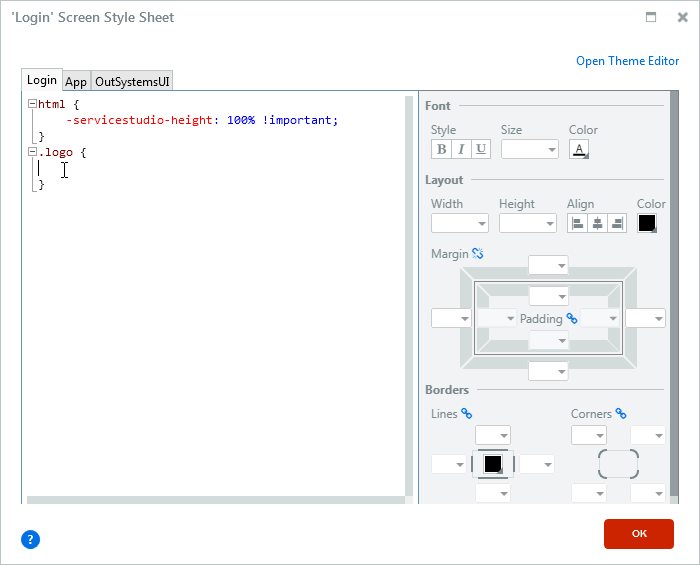 'Login' Screen Style Sheet
Open Theme Editor
Login App OutSystemsUI
html {
-servicestudio-height: 100% !important;
}
.logo {
}
Font
Style Size Color
B I U A
Layout
Width Height Align Color
Margin
Padding
Borders
Lines Corners
?
OK